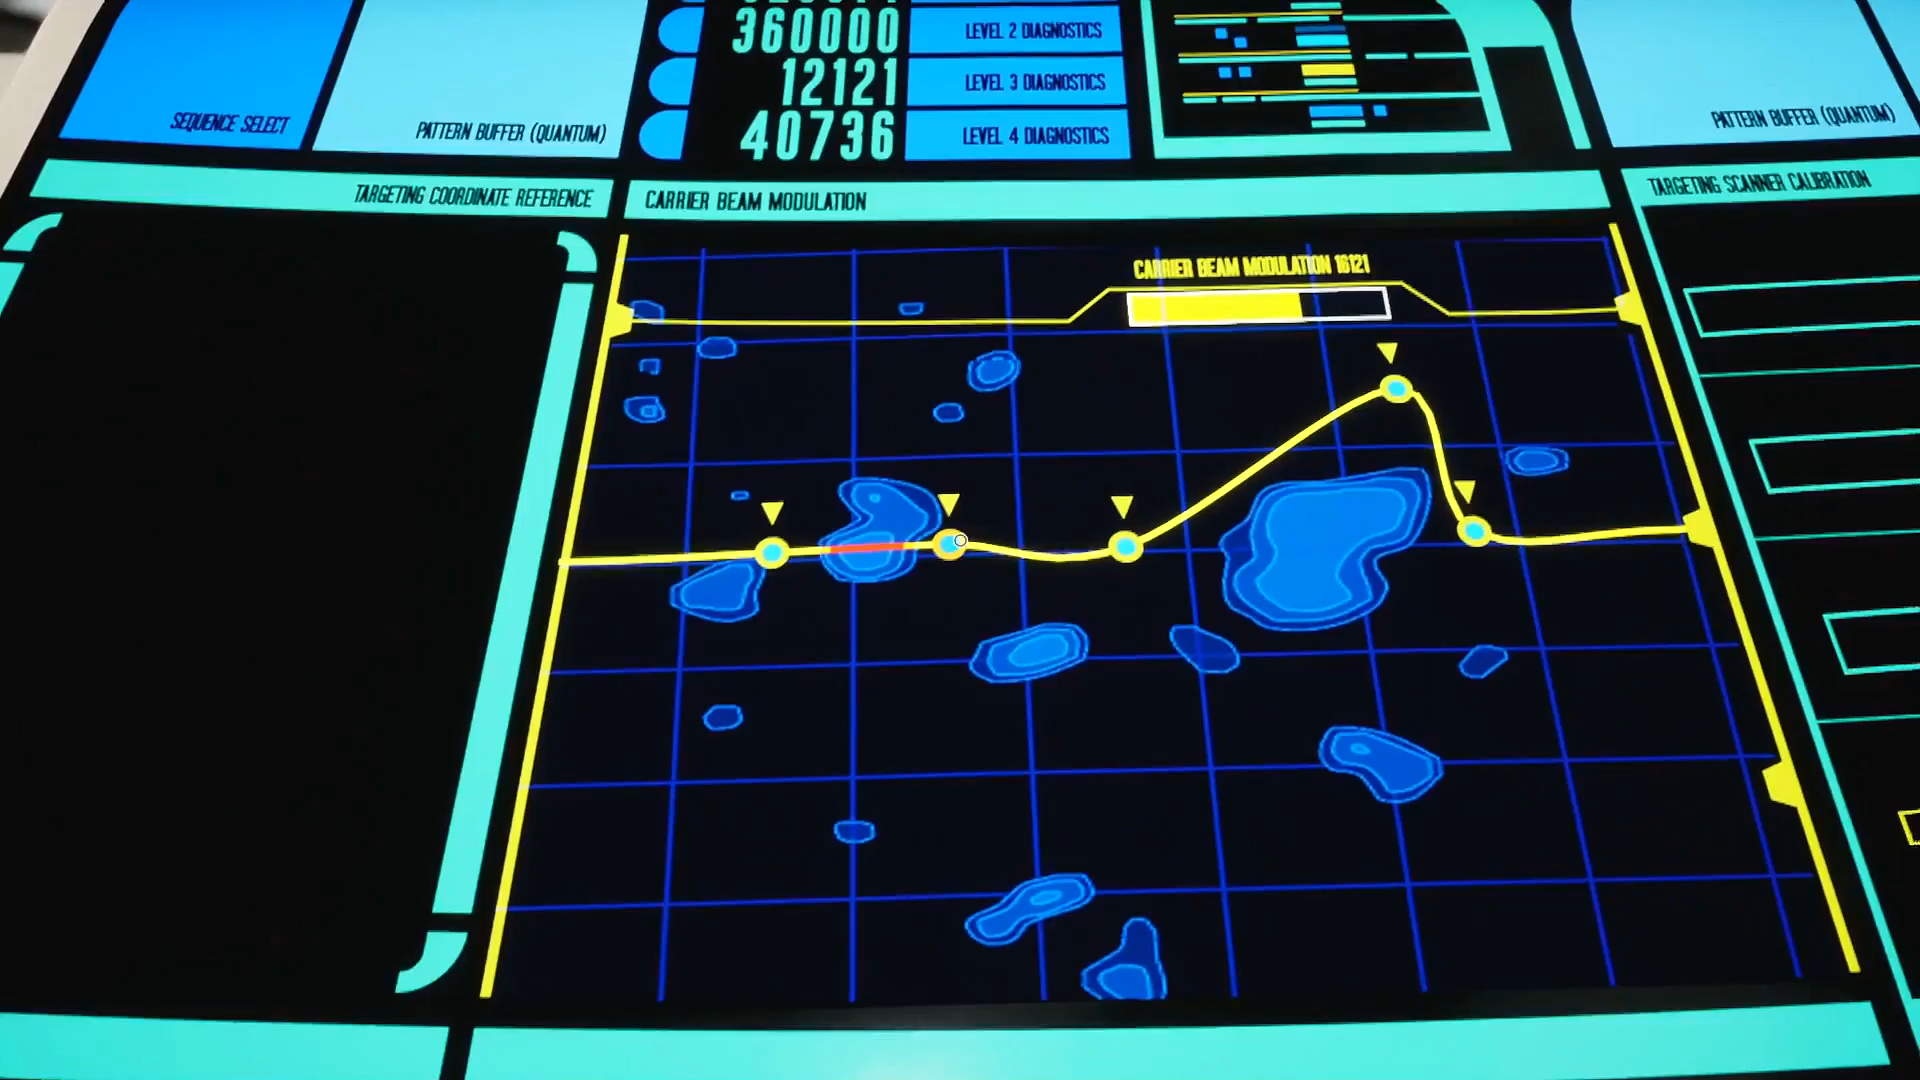 360000
LEVEL 2 DIAGNOSTICS
12121
LEVEL 3 DIAGNOSTICS
40736
LEVEL 4 DIAGNOSTICS
SEQUENCE SELECT
PATTERN BUFFER (QUANTUM)
PATTERN BUFFER (QUANTUM)
TARGETING COORDINATE REFERENCE
CARRIER BEAM MODULATION
TARGETING SCANNER CALIBRATION
CARRIER BEAM MODULATION 16121